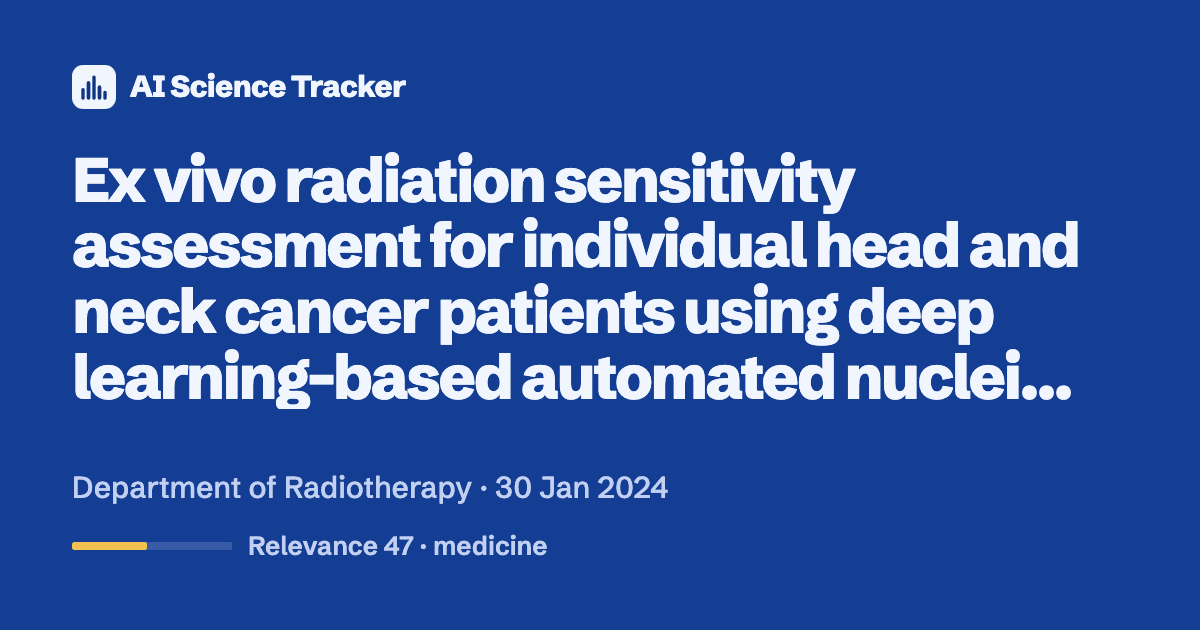 AI Science Tracker
Ex vivo radiation sensitivity
assessment for individual head and
neck cancer patients using deep
learning-based automated nuclei...
Department of Radiotherapy · 30 Jan 2024
Relevance 47 · medicine